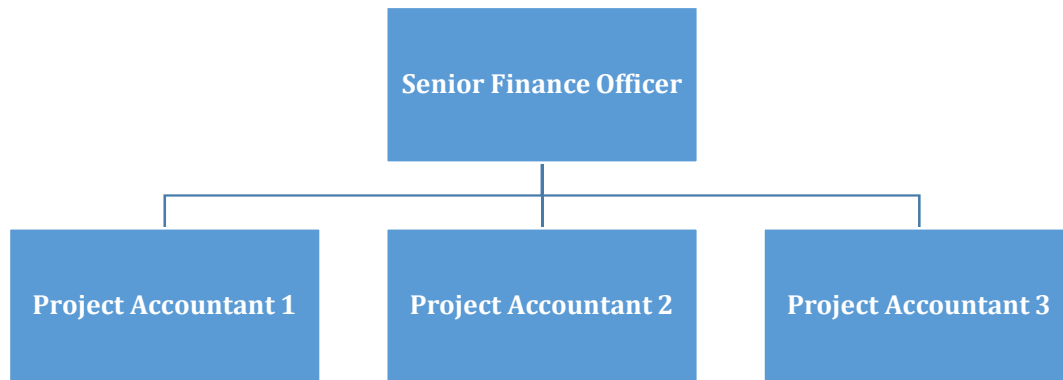 Senior Finance Officer
Project Accountant 1
Project Accountant 2
Project Accountant 3